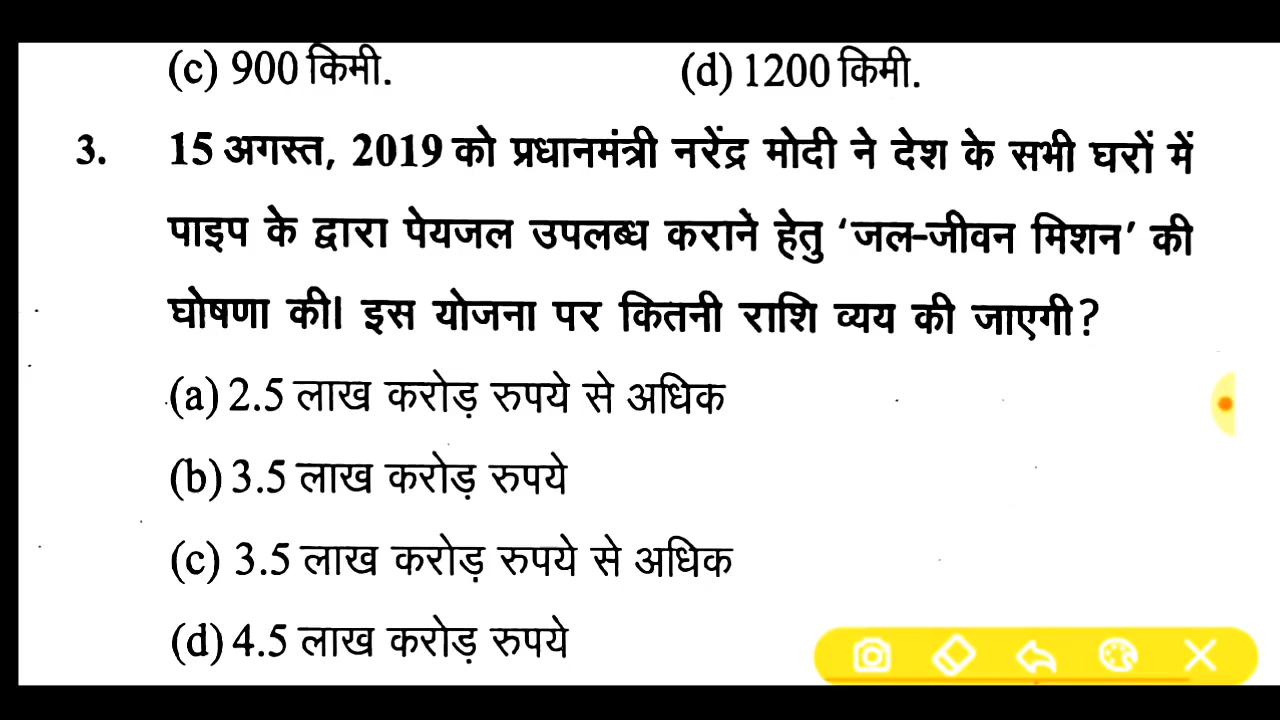 (c) 900 किमी. (d) 1200 किमी.
3. 15 अगस्त, 2019 को प्रधानमंत्री नरेंद्र मोदी ने देश के सभी घरों में
पाइप के द्वारा पेयजल उपलब्ध कराने हेतु ‘जल-जीवन मिशन’ की
घोषणा की। इस योजना पर कितनी राशि व्यय की जाएगी?
(a) 2.5 लाख करोड़ रुपये से अधिक
(b) 3.5 लाख करोड़ रुपये
(c) 3.5 लाख करोड़ रुपये से अधिक
(d) 4.5 लाख करोड़ रुपये